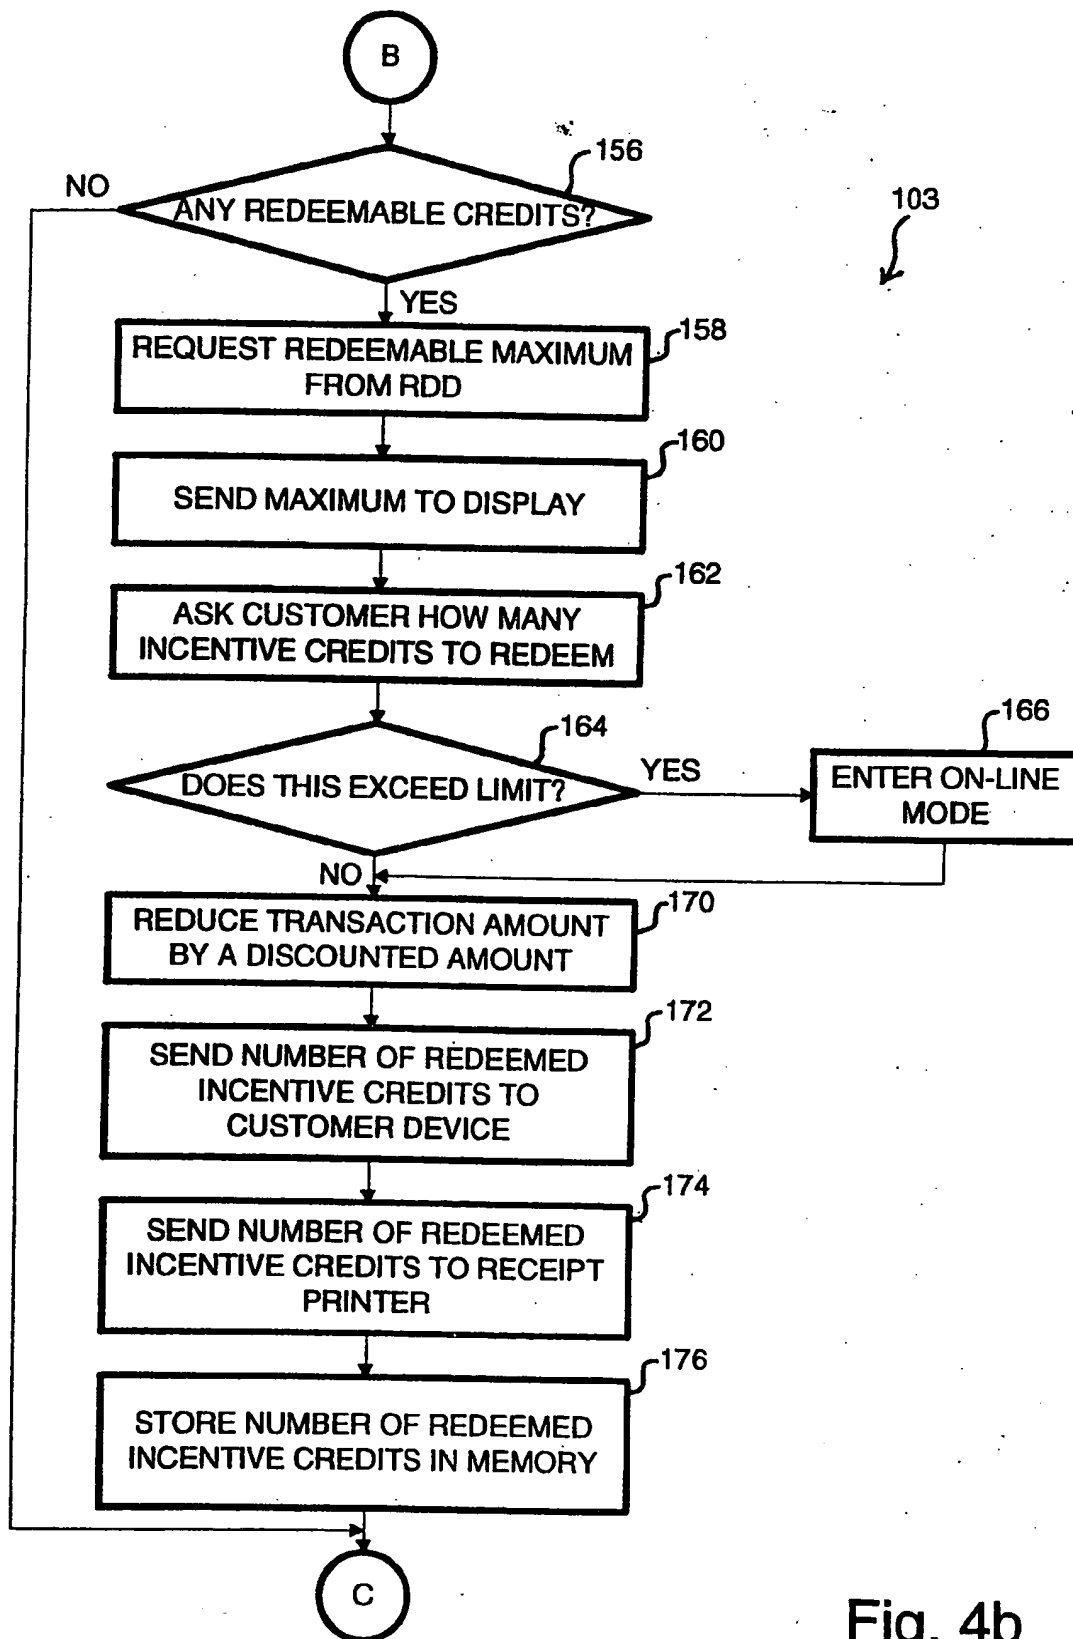 B
156
NO
ANY REDEEMABLE CREDITS?
103
YES
158
REQUEST REDEEMABLE MAXIMUM
FROM RDD
160
SEND MAXIMUM TO DISPLAY
162
ASK CUSTOMER HOW MANY
INCENTIVE CREDITS TO REDEEM
164
166
DOES THIS EXCEED LIMIT?
YES
ENTER ON-LINE
MODE
NO
170
REDUCE TRANSACTION AMOUNT
BY A DISCOUNTED AMOUNT
172
SEND NUMBER OF REDEEMED
INCENTIVE CREDITS TO
CUSTOMER DEVICE
174
SEND NUMBER OF REDEEMED
INCENTIVE CREDITS TO RECEIPT
PRINTER
176
STORE NUMBER OF REDEEMED
INCENTIVE CREDITS IN MEMORY
C
Fig. 4b